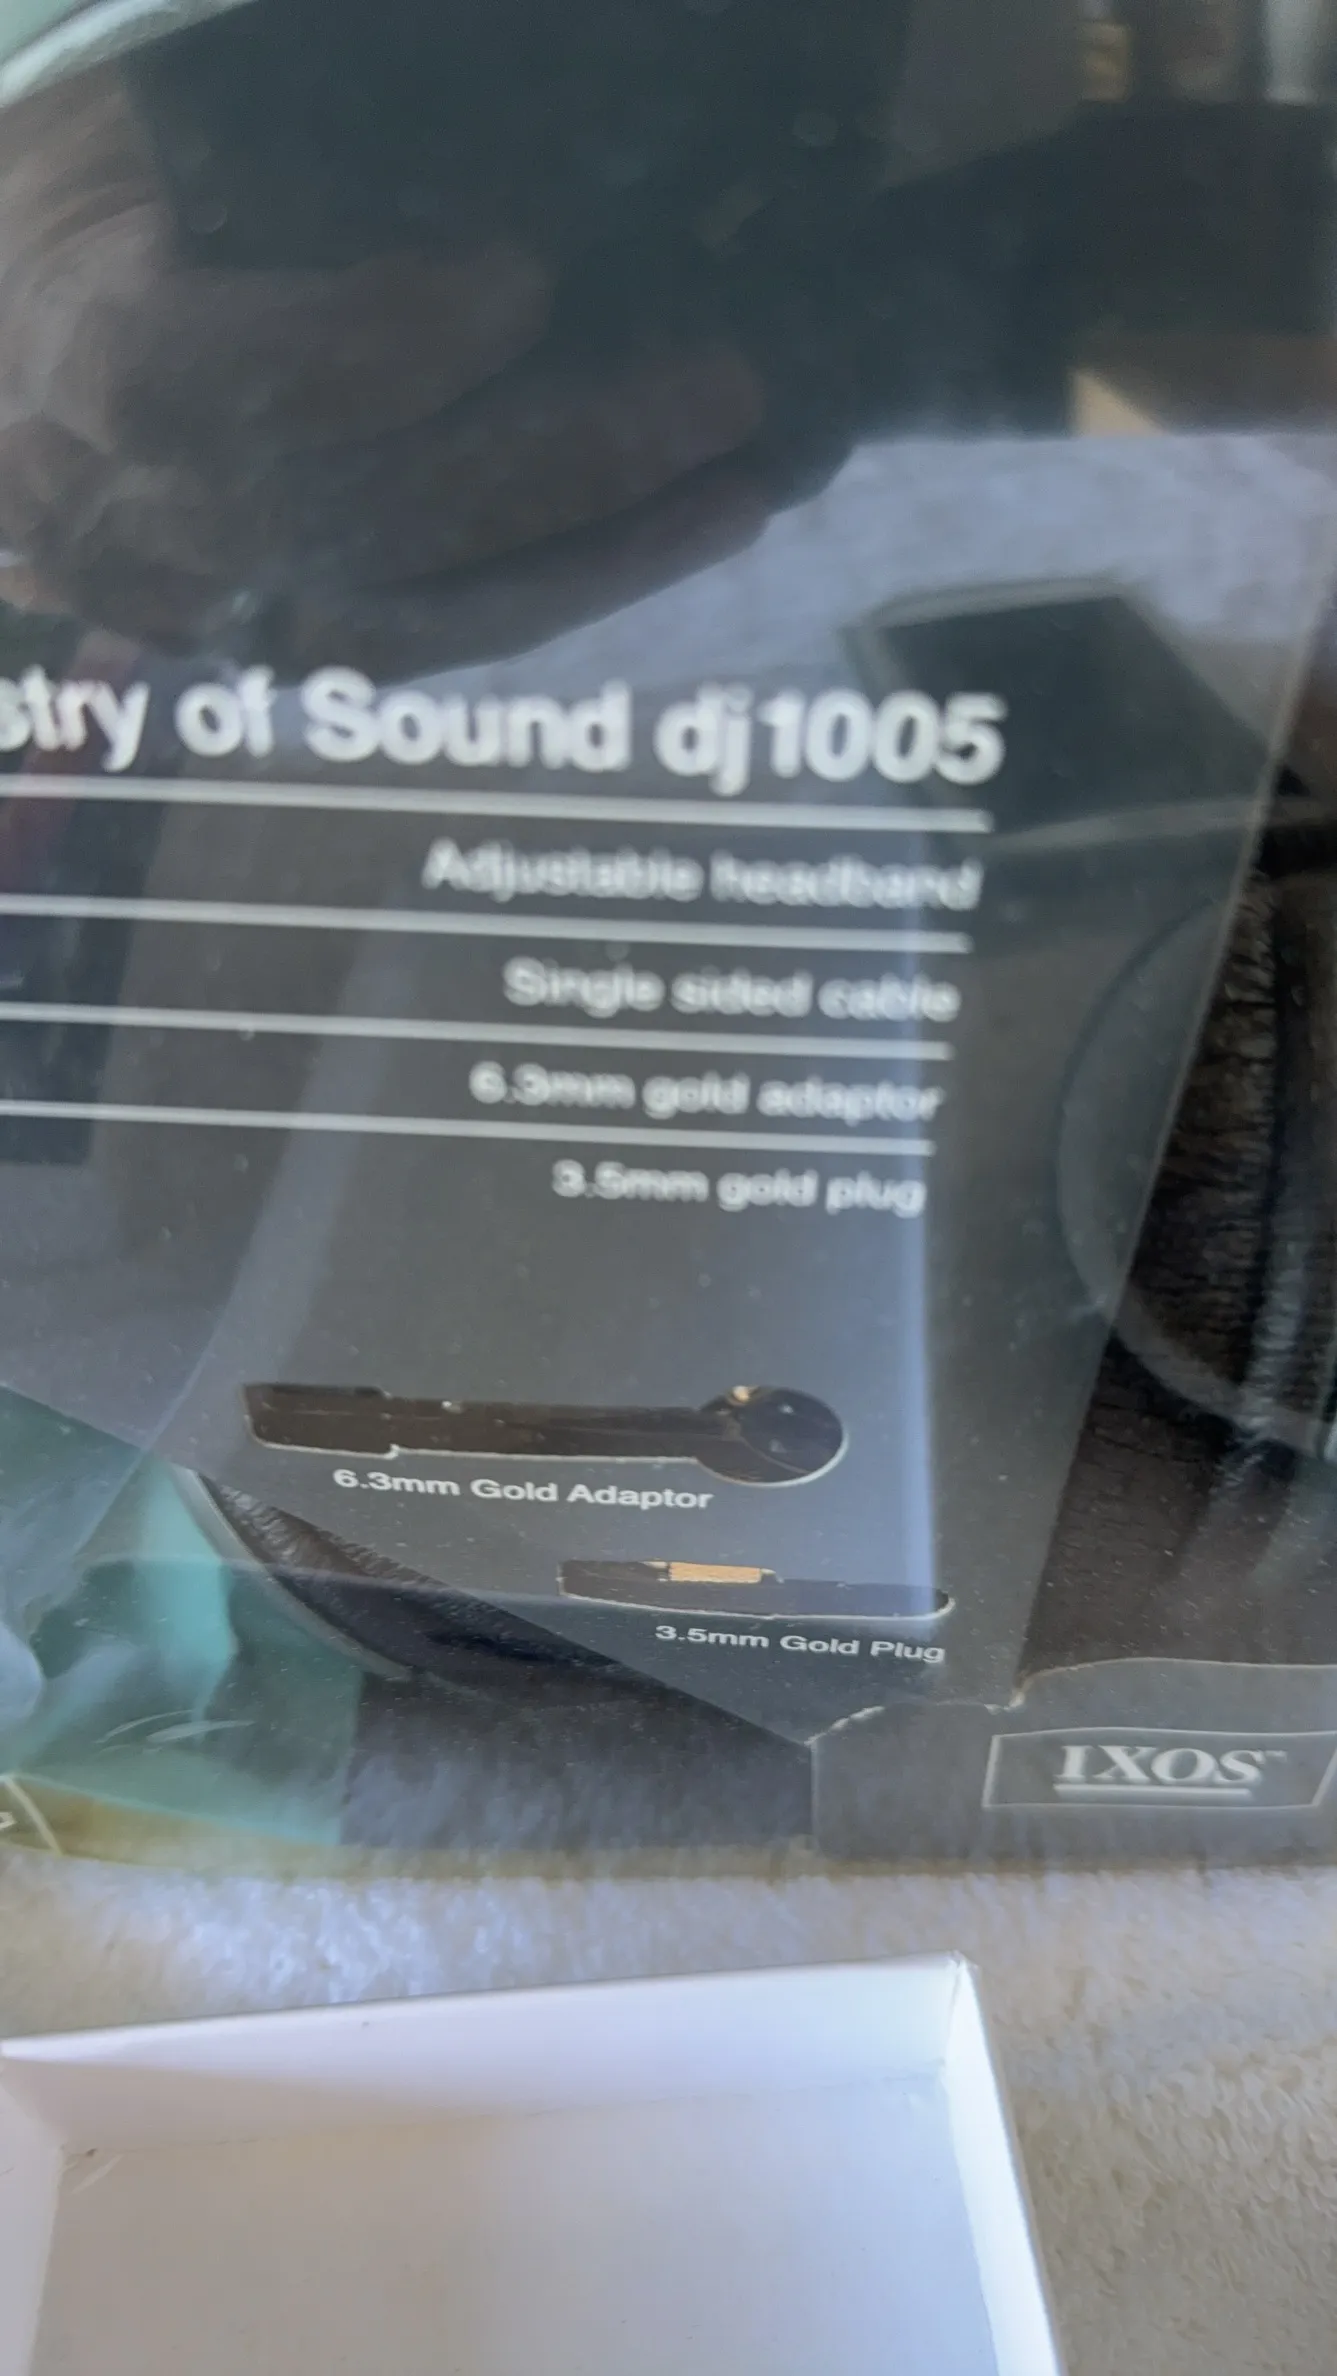 stry of Sound dj1005
Adjustable headband
Single sided cable
6.3mm gold adaptor
3.5mm gold plug
6.3mm Gold Adaptor
3.5mm Gold Plug
IXOS™